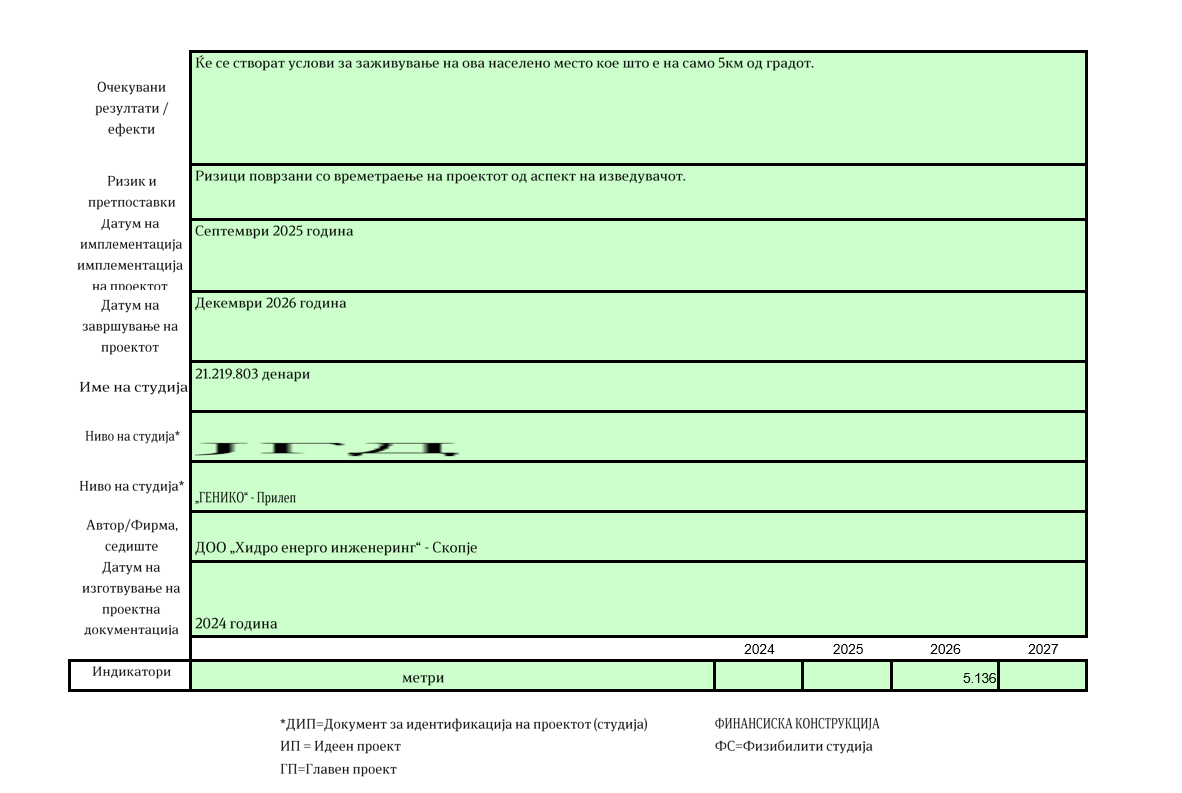 Очекувани
резултати /
ефекти
Ќе се створат услови за заживување на ова населено место кое што е на само 5км од градот.
Ризик и
претпоставки
Ризици поврзани со времетраење на проектот од аспект на изведувачот.
Датум на
имплементација
имплементација
на проектот
Септември 2025 година
Датум на
завршување на
проектот
Декември 2026 година
Име на студија
21.219.803 денари
Ниво на студија*
Ниво на студија*
„ГЕНИКО“ - Прилеп
Автор/Фирма,
седиште
ДОО „Хидро енерго инженеринг“ - Скопје
Датум на
изготвување на
проектна
документација
2024 година
2024 2025 2026 2027
Индикатори метри 5.136
*ДИП=Документ за идентификација на проектот (студија) ФИНАНСИСКА КОНСТРУКЦИЈА
ИП = Идеен проект ФС=Физибилити студија
ГП=Главен проект